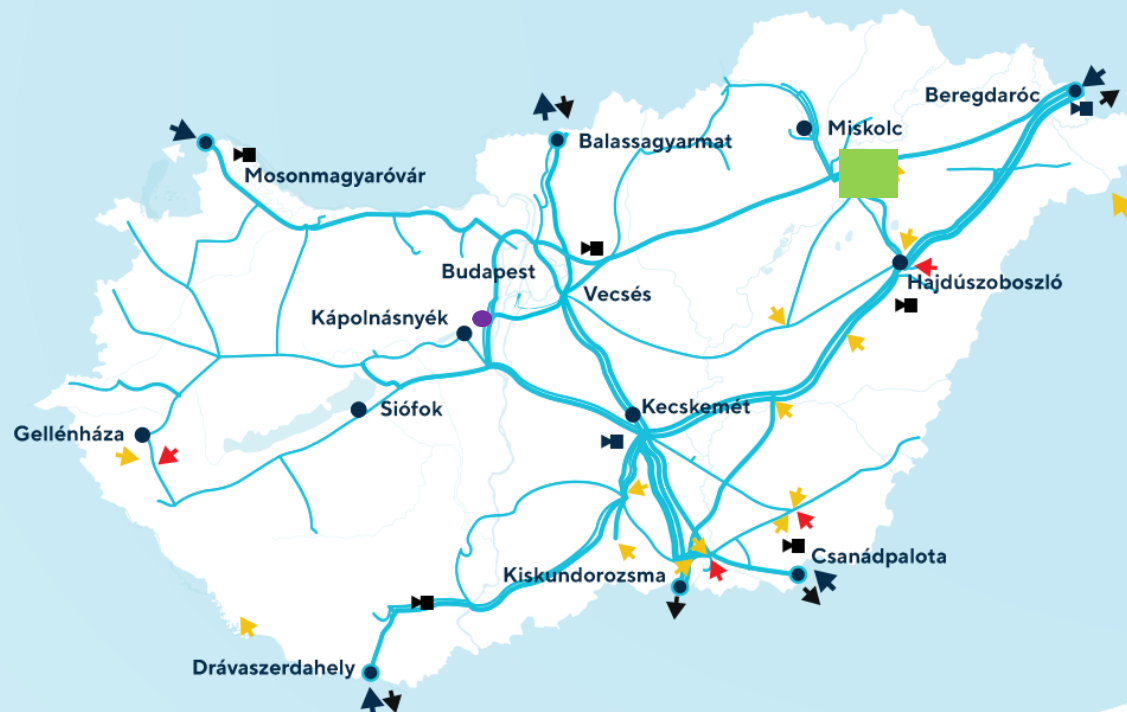 Beregdaróc
Miskolc
Balassagyarmat
Mosonmagyaróvár
Budapest
Hajdúszoboszló
Vecsés
Kápolnásnyék
Kecskemét
Siófok
Gellénháza
Csanádpalota
Kiskundorozsma
Drávaszerdahely